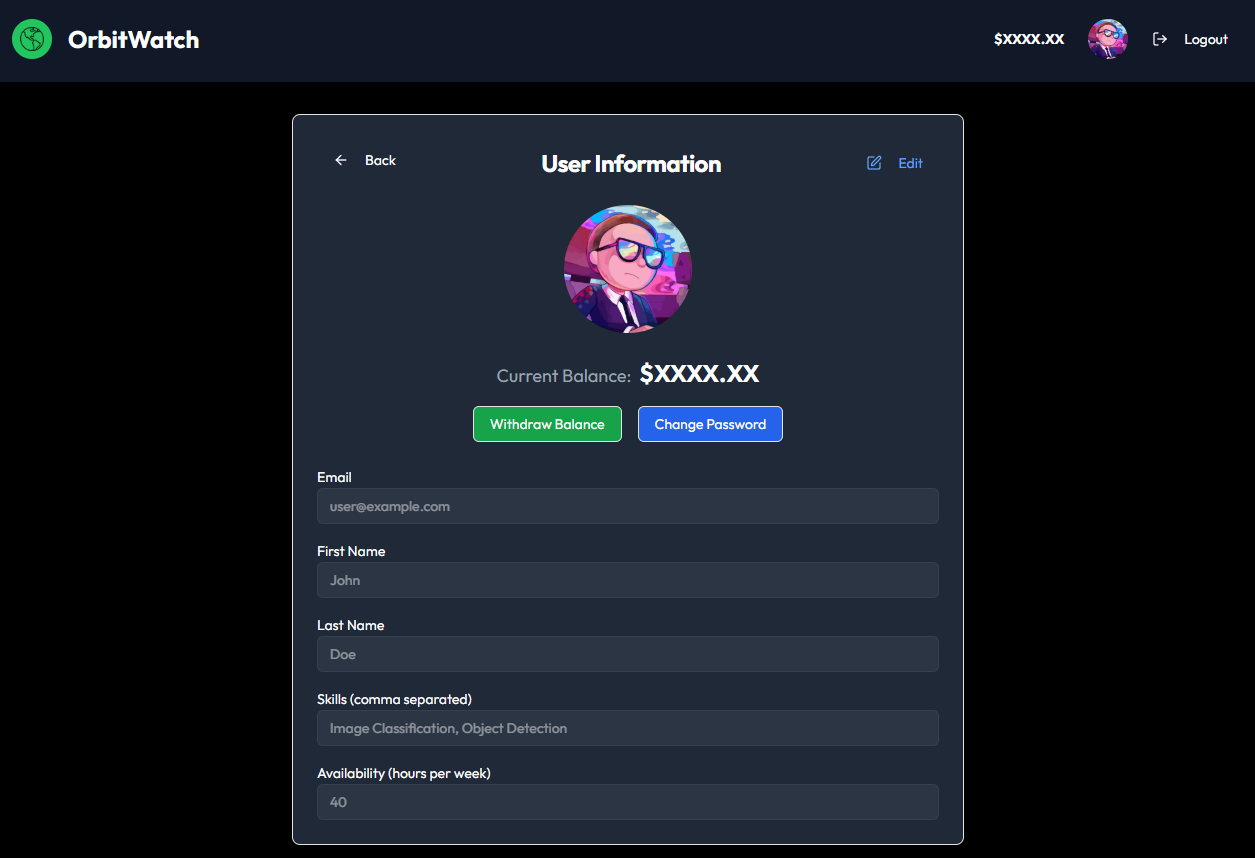 OrbitWatch
$XXXX.XX
Logout
Back
User Information
Edit
Current Balance: $XXXX.XX
Withdraw Balance
Change Password
Email
user@example.com
First Name
John
Last Name
Doe
Skills (comma separated)
Image Classification, Object Detection
Availability (hours per week)
40